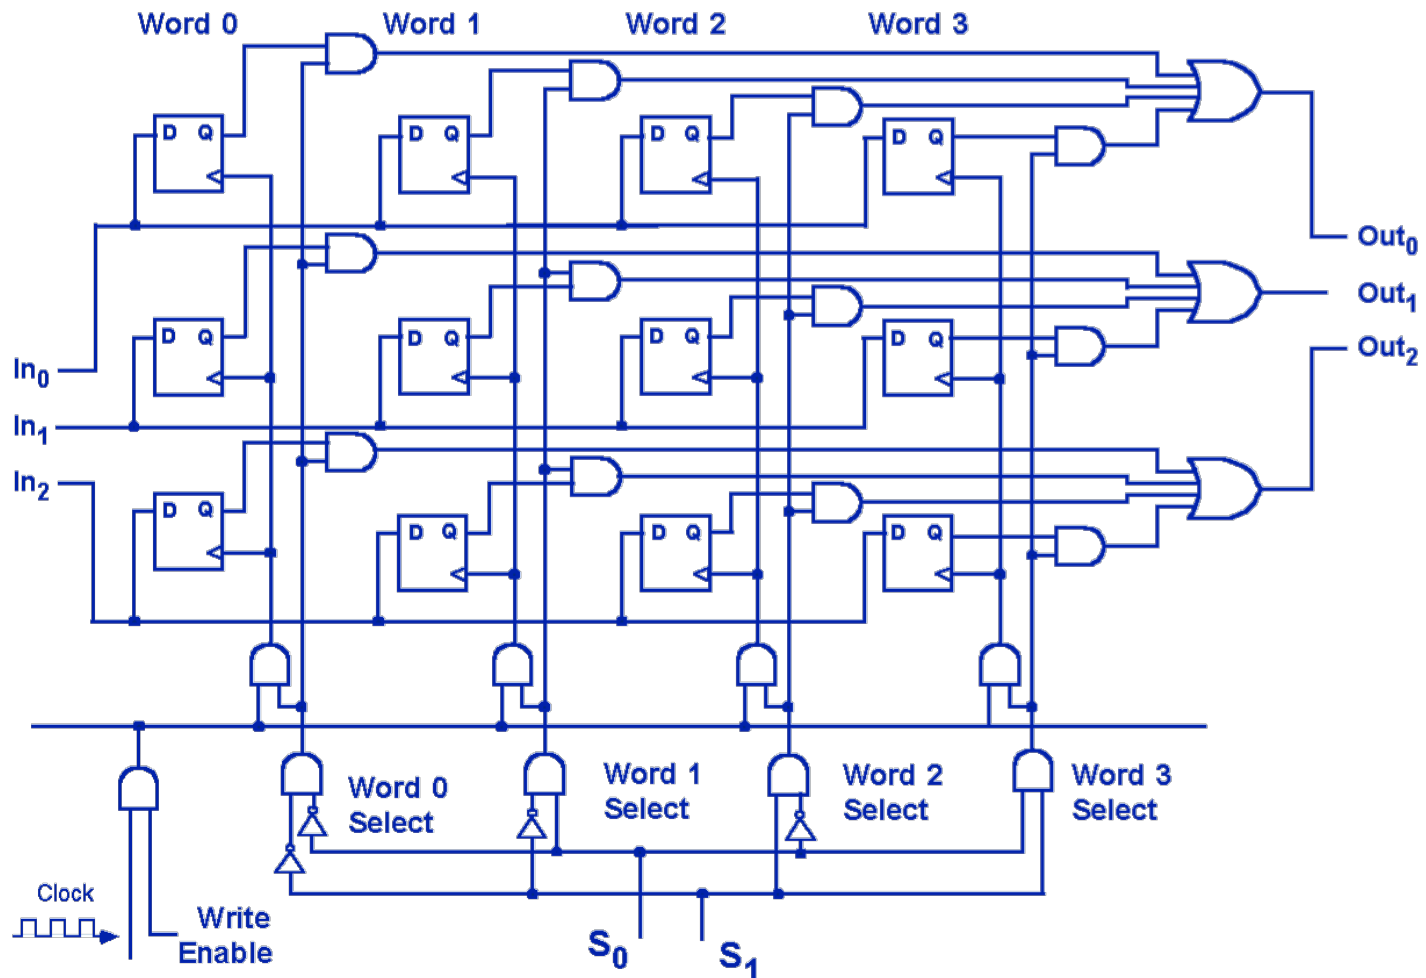 Word 0 Word 1 Word 2 Word 3
D Q D Q D Q D Q
Out0
Out1
D Q D Q D Q D Q
Out2
In0
In1
In2
D Q D Q D Q D Q
Word 0 Select
Word 1 Select
Word 2 Select
Word 3 Select
Clock
Write Enable
S0 S1